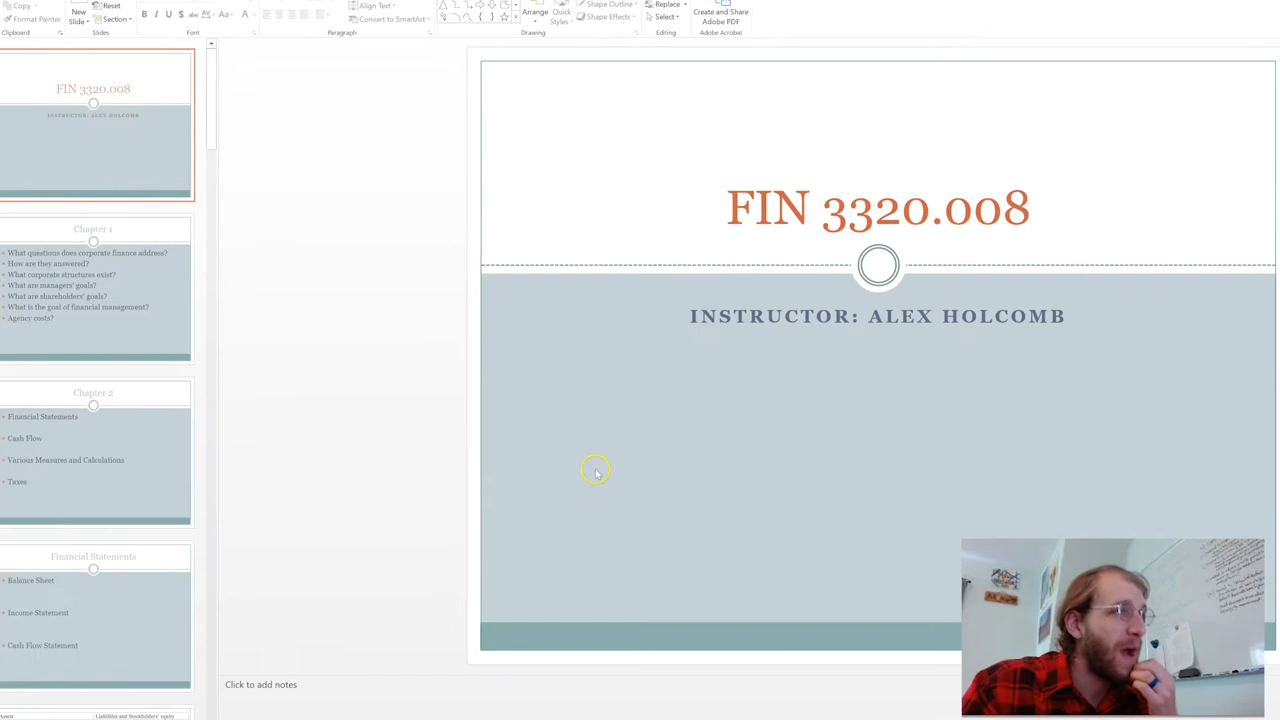 Copy
Format Painter
Clipboard
New
Slide
Reset
Section
Slides
B I U S abc AV Aa A
Font
Align Text
Convert to SmartArt
Paragraph
Arrange
Quick
Styles
Shape Outline
Shape Effects
Drawing
Replace
Select
Editing
Create and Share
Adobe PDF
Adobe Acrobat
FIN 3320.008
INSTRUCTOR: ALEX HOLCOMB
Chapter 1
What questions does corporate finance address?
How are they answered?
What corporate structures exist?
What are managers' goals?
What are shareholders' goals?
What is the goal of financial management?
Agency costs?
Chapter 2
Financial Statements
Cash Flow
Various Measures and Calculations
Taxes
Financial Statements
Balance Sheet
Income Statement
Cash Flow Statement
Liabilities and Stockholders' equity
FIN 3320.008
INSTRUCTOR: ALEX HOLCOMB
Click to add notes